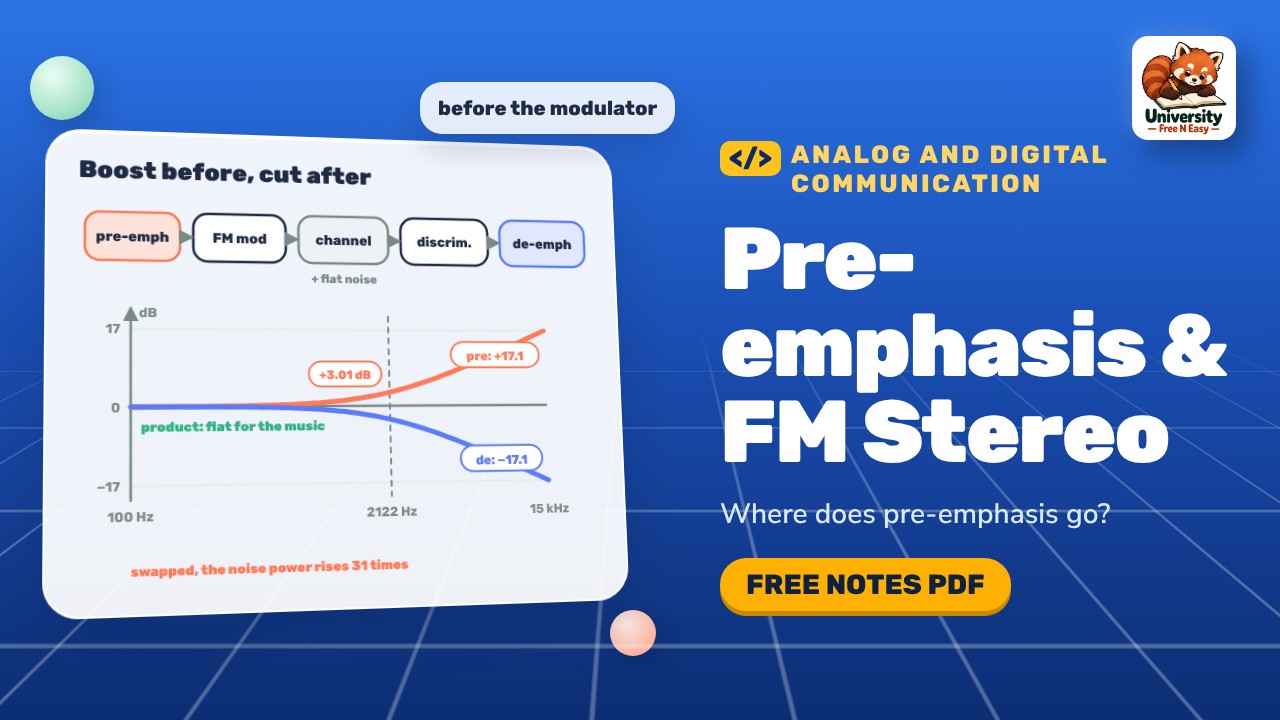 before the modulator
University
Free N Easy
</> ANALOG AND DIGITAL
COMMUNICATION
Boost before, cut after
pre-emph
FM mod
channel
discrim.
de-emph
+ flat noise
dB
17
pre: +17.1
+3.01 dB
0
product: flat for the music
de: −17.1
−17
100 Hz
2122 Hz
15 kHz
swapped, the noise power rises 31 times
Pre-
emphasis &
FM Stereo
Where does pre-emphasis go?
FREE NOTES PDF